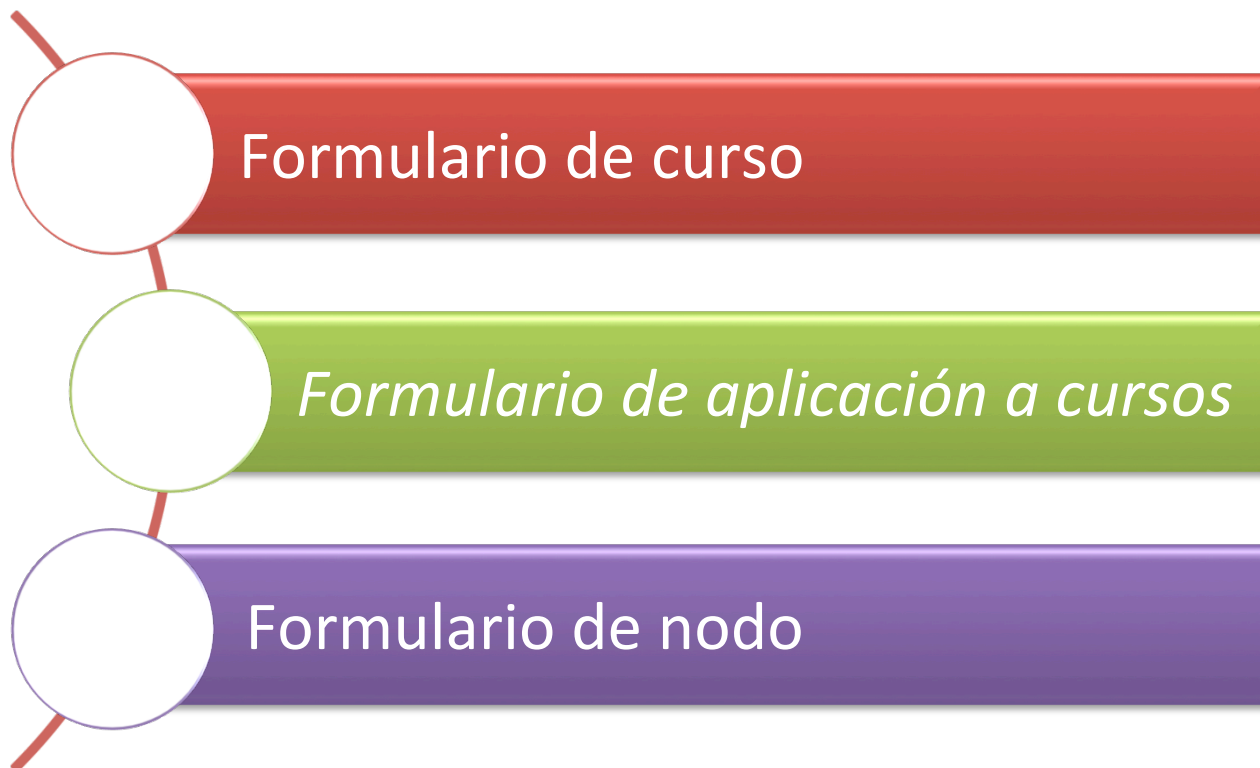 Formulario de curso
Formulario de aplicación a cursos
Formulario de nodo